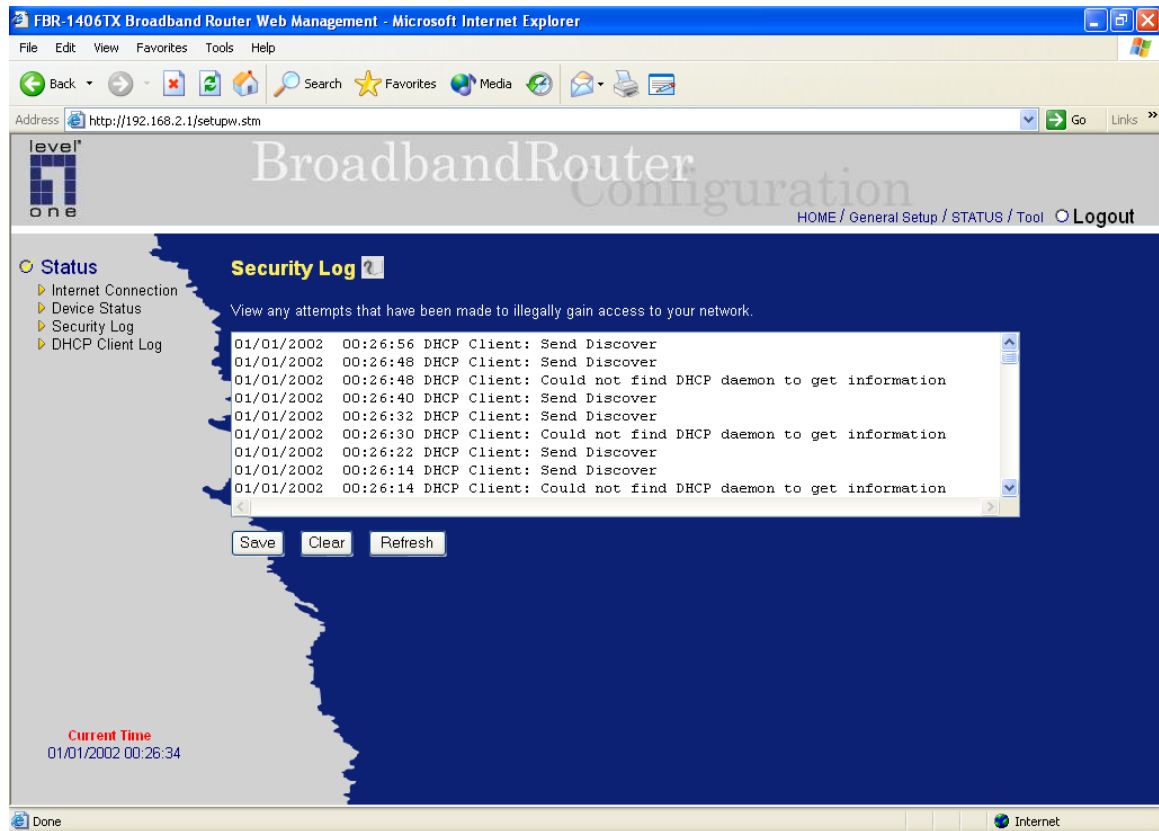 FBR-1406TX Broadband Router Web Management - Microsoft Internet Explorer
File Edit View Favorites Tools Help
Back Search Favorites Media
Address http://192.168.2.1/setupw.stm Go Links »
level
one
BroadbandRouter
Configuration
HOME / General Setup / STATUS / Tool Logout
Status
Internet Connection
Device Status
Security Log
DHCP Client Log
Security Log
View any attempts that have been made to illegally gain access to your network.
01/01/2002 00:26:56 DHCP Client: Send Discover
01/01/2002 00:26:48 DHCP Client: Send Discover
01/01/2002 00:26:48 DHCP Client: Could not find DHCP daemon to get information
01/01/2002 00:26:40 DHCP Client: Send Discover
01/01/2002 00:26:32 DHCP Client: Send Discover
01/01/2002 00:26:30 DHCP Client: Could not find DHCP daemon to get information
01/01/2002 00:26:22 DHCP Client: Send Discover
01/01/2002 00:26:14 DHCP Client: Send Discover
01/01/2002 00:26:14 DHCP Client: Could not find DHCP daemon to get information
Save Clear Refresh
Current Time
01/01/2002 00:26:34
Done Internet